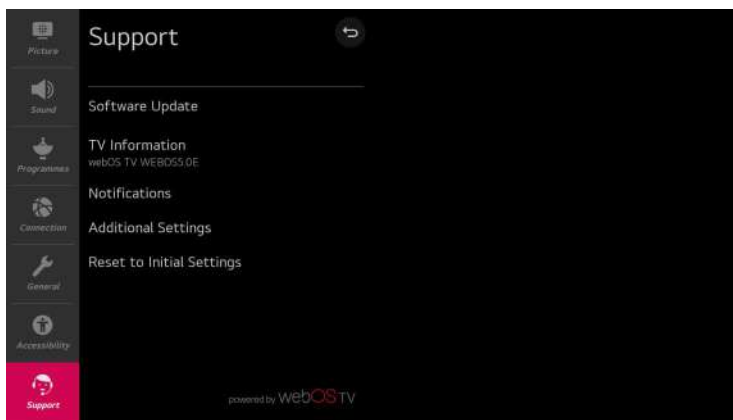 Picture
Sound
Programmes
Connection
General
Accessibility
Support
Support
Software Update
TV Information
webOS TV WEBOS5.0E
Notifications
Additional Settings
Reset to Initial Settings
powered by webOS TV